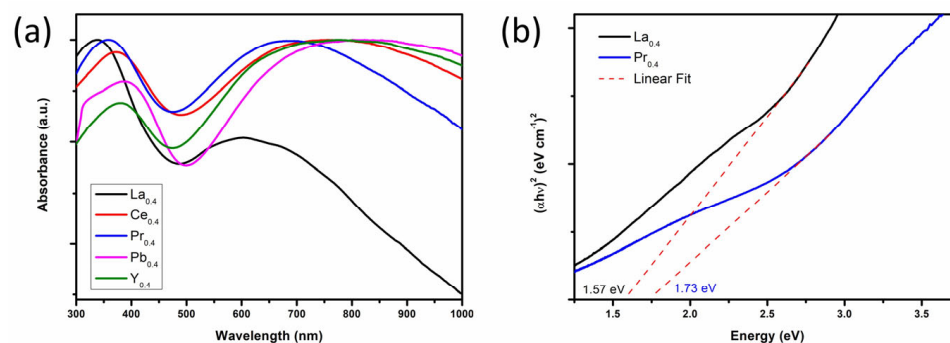 (a)
Absorbance (a.u.)
La0.4
Ce0.4
Pr0.4
Pb0.4
Y0.4
300 400 500 600 700 800 900 1000
Wavelength (nm)
(b)
(αhν)² (eV cm⁻¹)²
La0.4
Pr0.4
Linear Fit
1.57 eV
1.73 eV
1.5 2.0 2.5 3.0 3.5
Energy (eV)